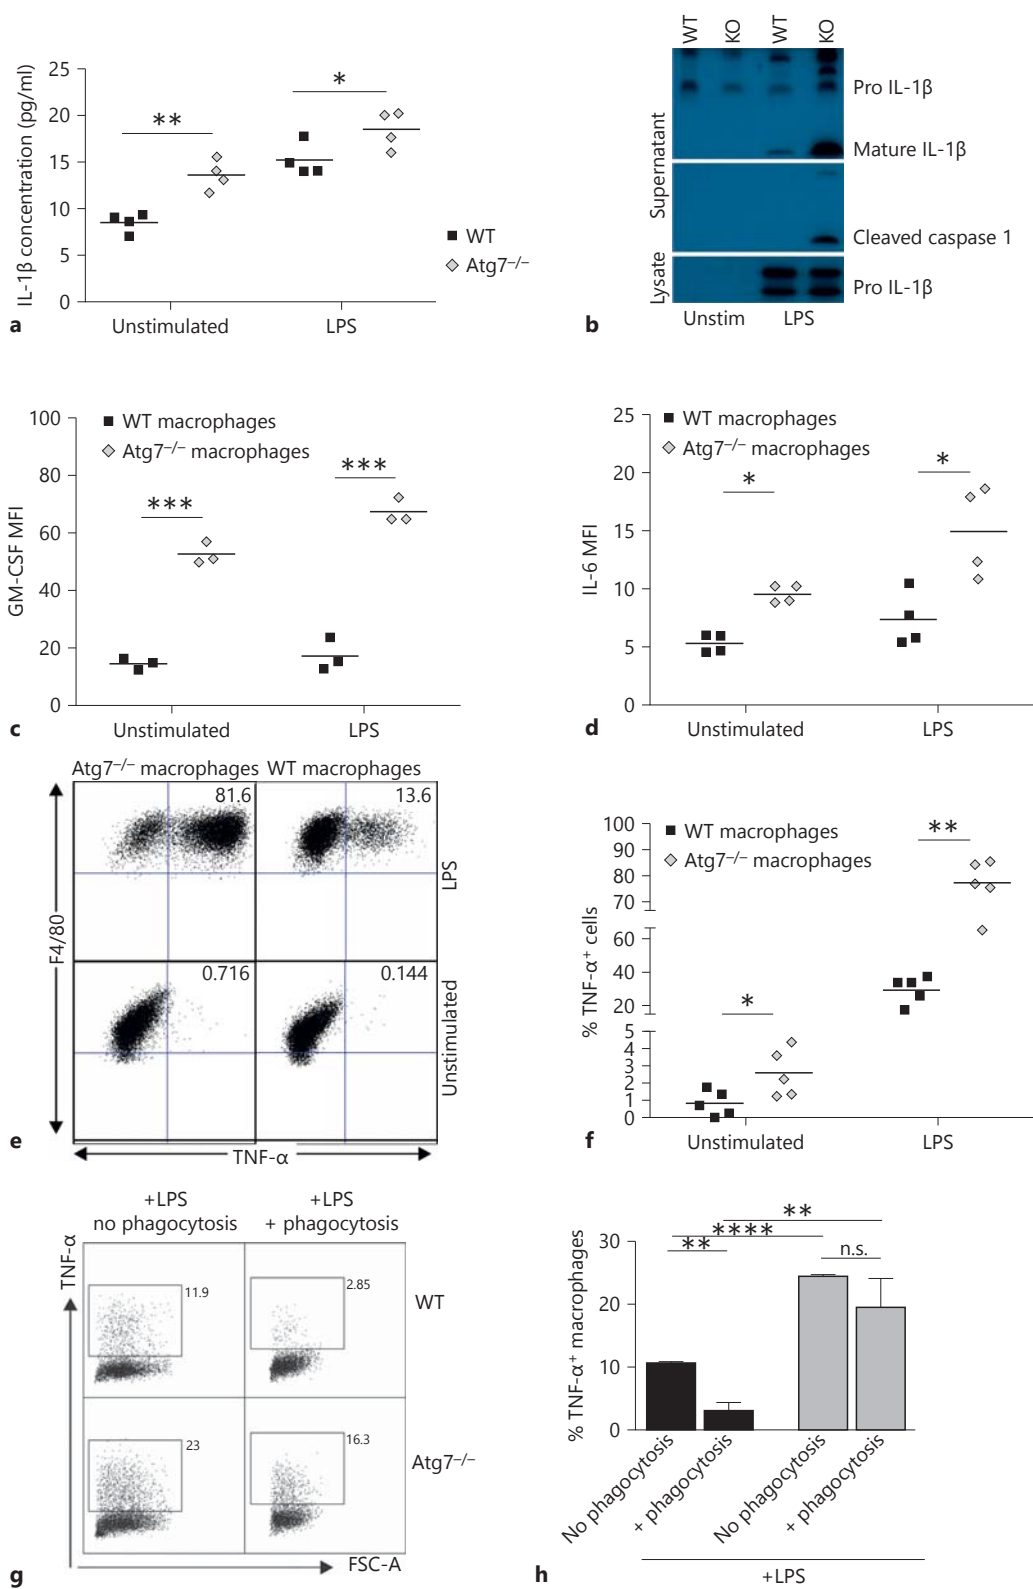 WT
KO
WT
KO
25
20
15
10
5
0
IL-1β concentration (pg/ml)
**
*
WT
Atg7–/–
Unstimulated
LPS
a
Supernatant
Lysate
Pro IL-1β
Mature IL-1β
Cleaved caspase 1
Pro IL-1β
Unstim
LPS
b
100
80
60
40
20
0
GM-CSF MFI
WT macrophages
Atg7–/– macrophages
***
***
Unstimulated
LPS
c
25
20
15
10
5
0
IL-6 MFI
WT macrophages
Atg7–/– macrophages
*
*
Unstimulated
LPS
d
Atg7–/– macrophages WT macrophages
81.6
13.6
LPS
F4/80
0.716
0.144
Unstimulated
TNF-α
e
100
90
80
70
60
40
20
5
4
3
2
1
0
% TNF-α+ cells
WT macrophages
Atg7–/– macrophages
*
**
Unstimulated
LPS
f
+LPS
no phagocytosis
+LPS
+ phagocytosis
TNF-α
11.9
2.85
WT
23
16.3
Atg7–/–
FSC-A
g
**
****
**
n.s.
30
20
10
0
% TNF-α+ macrophages
No phagocytosis
+ phagocytosis
No phagocytosis
+ phagocytosis
+LPS
h